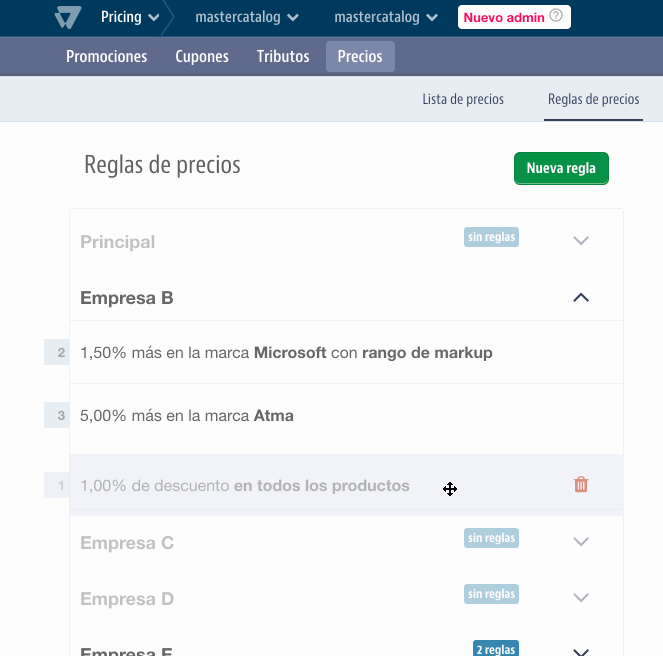 Pricing mastercatalog mastercatalog Nuevo admin ?
Promociones Cupones Tributos Precios
Lista de precios Reglas de precios
Reglas de precios Nueva regla
Principal sin reglas
Empresa B
2 1,50% más en la marca Microsoft con rango de markup
3 5,00% más en la marca Atma
1 1,00% de descuento en todos los productos
Empresa C sin reglas
Empresa D sin reglas
Empresa E 2 reglas